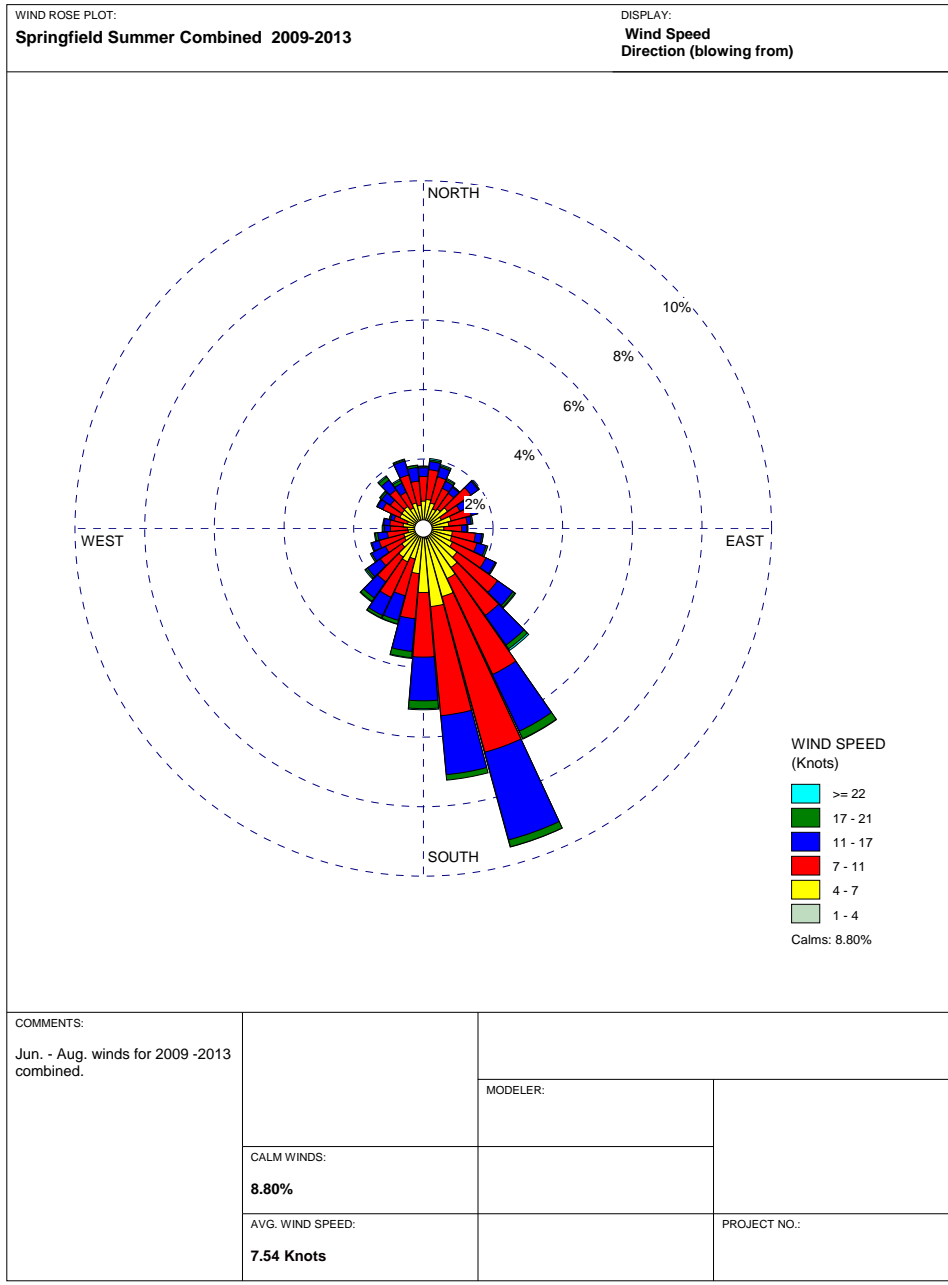 WIND ROSE PLOT:
Springfield Summer Combined  2009-2013
DISPLAY:
Wind Speed
Direction (blowing from)
NORTH
10%
8%
6%
4%
2%
WEST
EAST
SOUTH
WIND SPEED
(Knots)
>= 22
17 - 21
11 - 17
7 - 11
4 - 7
1 - 4
Calms: 8.80%
COMMENTS:
Jun. - Aug. winds for 2009 -2013
combined.
MODELER:
CALM WINDS:
8.80%
AVG. WIND SPEED:
7.54 Knots
PROJECT NO.: